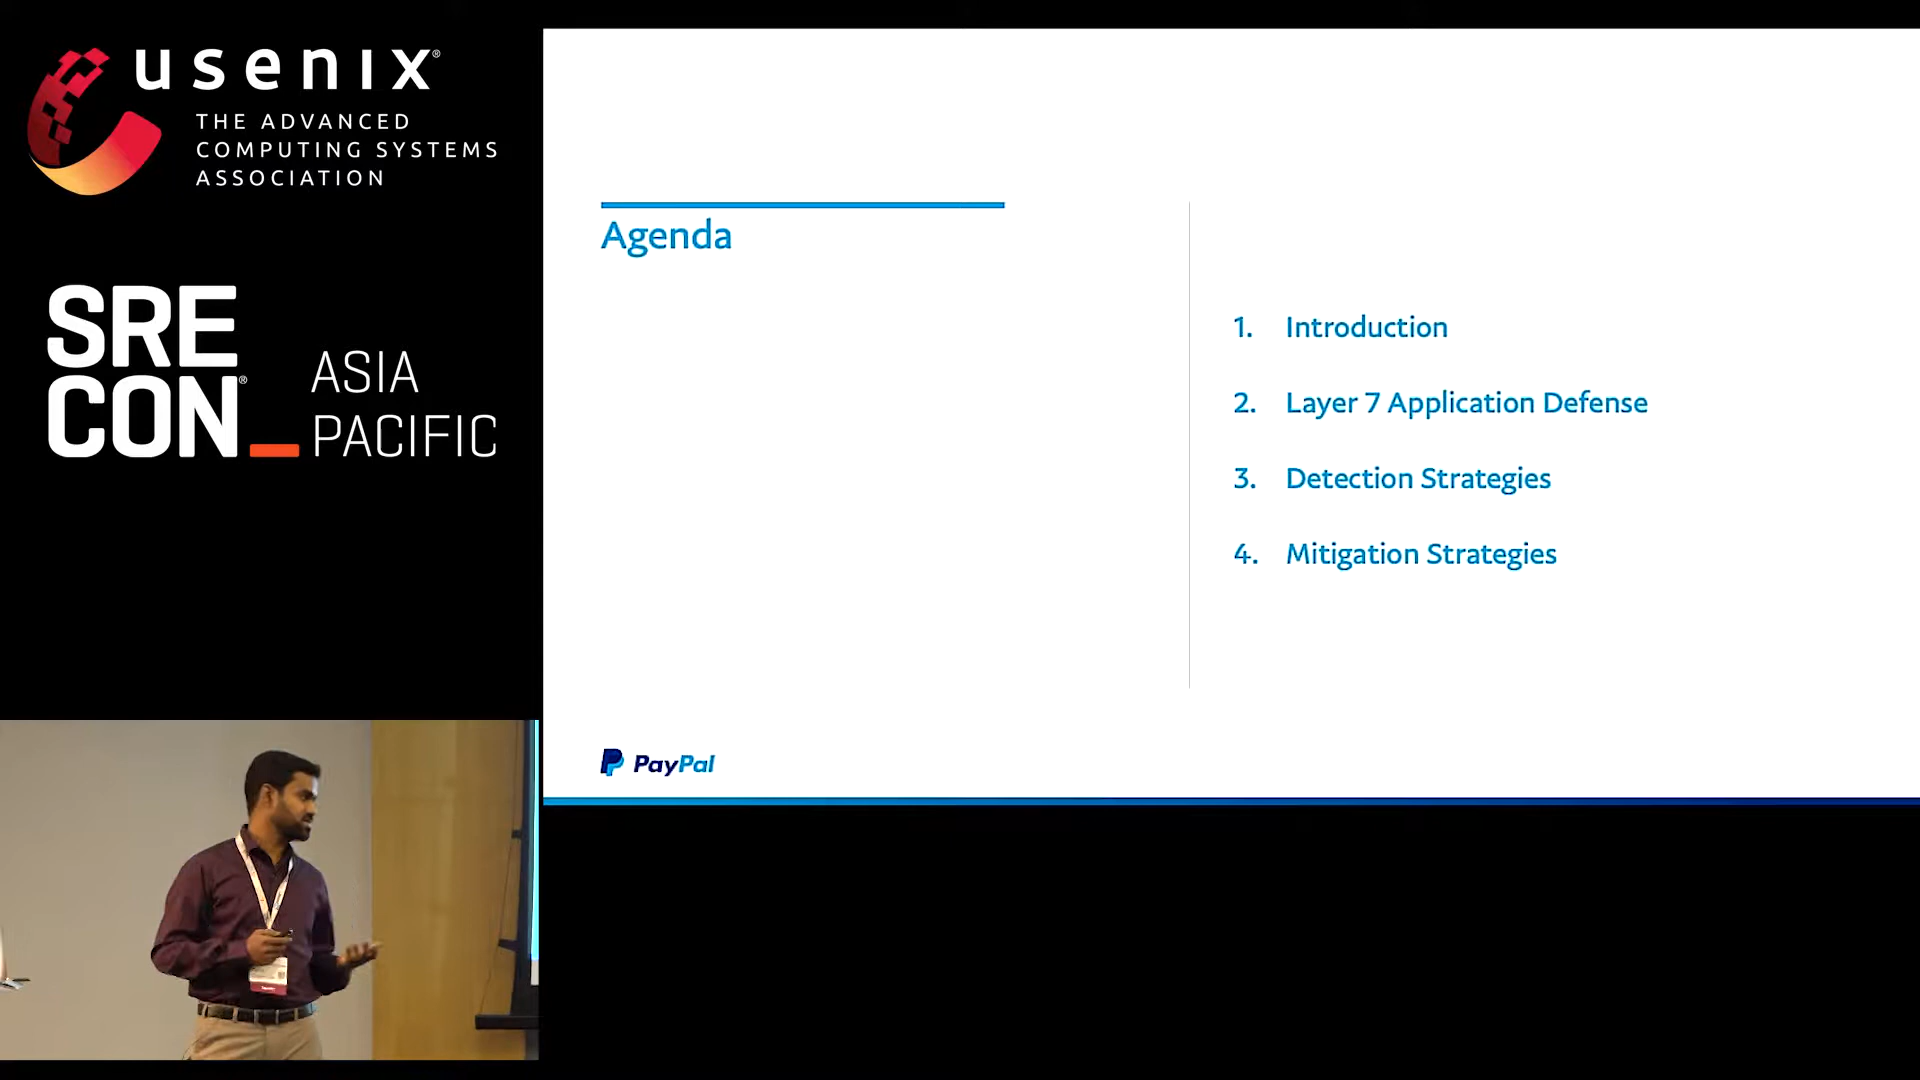 usenix®
THE ADVANCED
COMPUTING SYSTEMS
ASSOCIATION
SRE
CON®_
ASIA
PACIFIC
Agenda
1. Introduction
2. Layer 7 Application Defense
3. Detection Strategies
4. Mitigation Strategies
PayPal